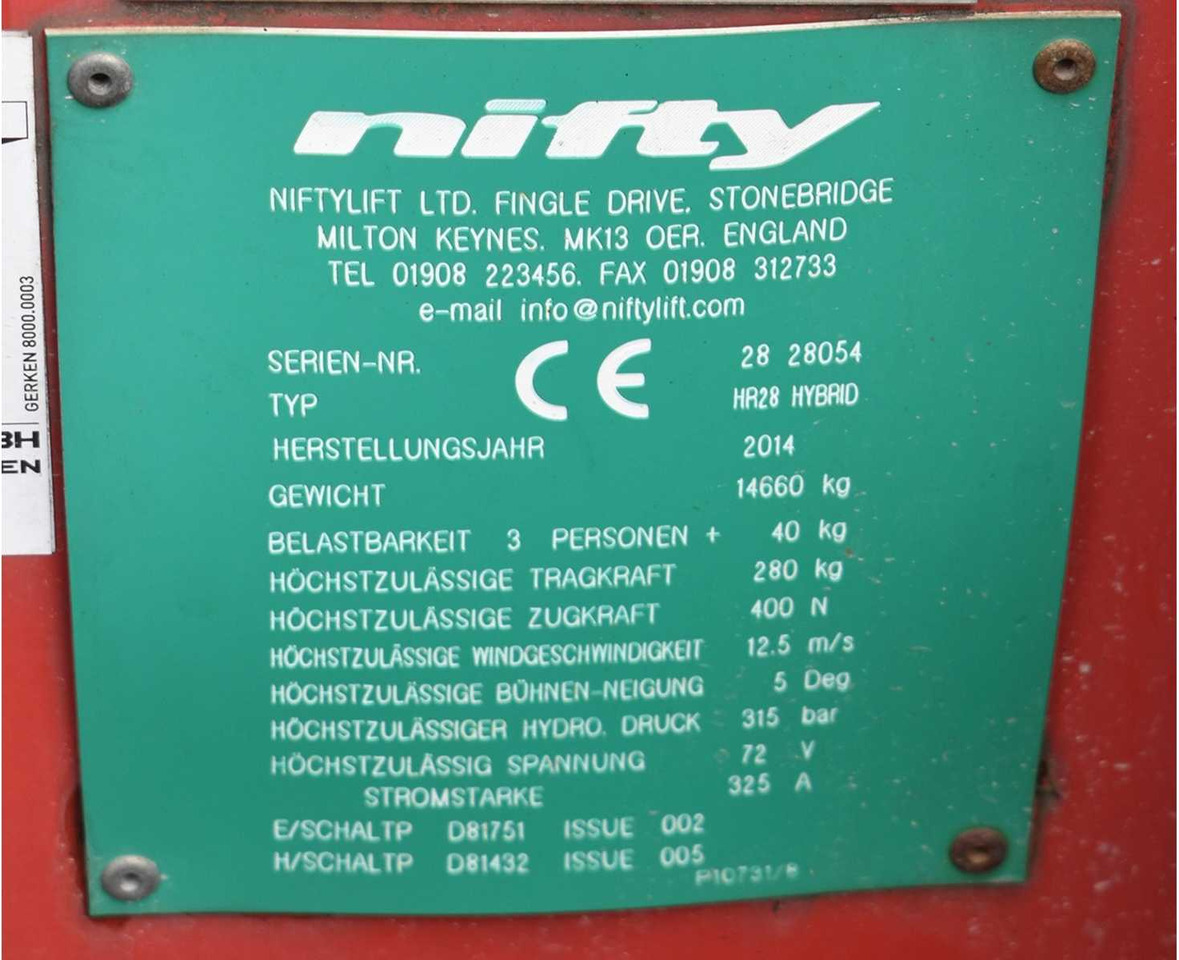 nifty
NIFTYLIFT LTD. FINGLE DRIVE. STONEBRIDGE
MILTON KEYNES. MK13 OER. ENGLAND
TEL 01908 223456. FAX 01908 312733
e-mail info@niftylift.com
SERIEN-NR. CE 28 28054
TYP HR28 HYBRID
HERSTELLUNGSJAHR 2014
GEWICHT 14660 kg
BELASTBARKEIT 3 PERSONEN + 40 kg
HÖCHSTZULÄSSIGE TRAGKRAFT 280 kg
HÖCHSTZULÄSSIGE ZUGKRAFT 400 N
HÖCHSTZULÄSSIGE WINDGESCHWINDIGKEIT 12.5 m/s
HÖCHSTZULÄSSIGE BÜHNEN-NEIGUNG 5 Deg
HÖCHSTZULÄSSIGER HYDRO. DRUCK 315 bar
HÖCHSTZULÄSSIG SPANNUNG 72 V
STROMSTARKE 325 A
E/SCHALTP D81751 ISSUE 002
H/SCHALTP D81432 ISSUE 005
P10731/8
GERKEN 8000.0003
BH
EN